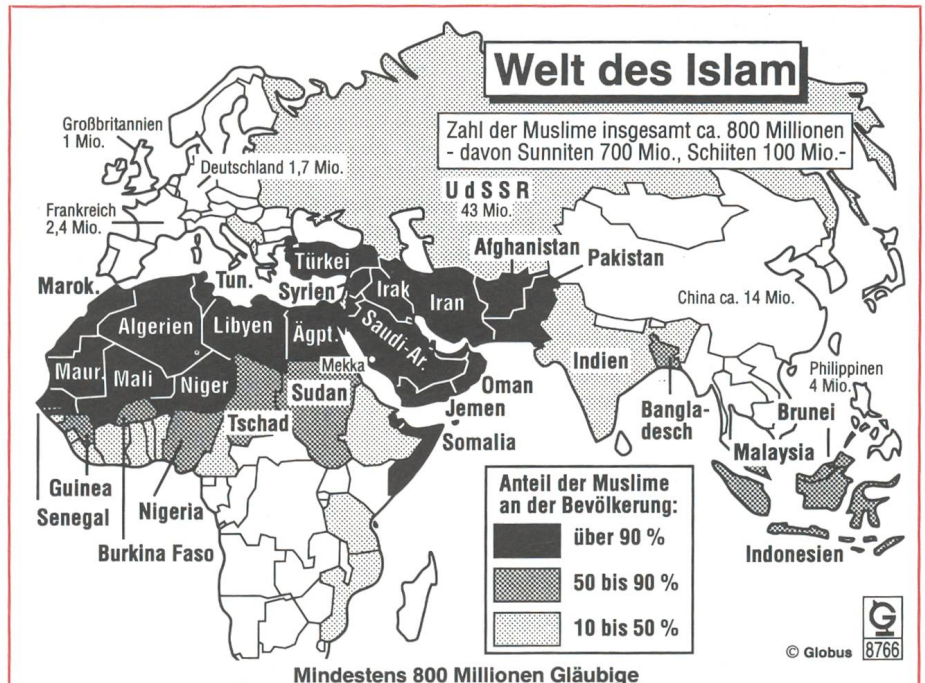 Welt des Islam
Zahl der Muslime insgesamt ca. 800 Millionen
- davon Sunniten 700 Mio., Schiiten 100 Mio.-
Großbritannien
1 Mio.
Deutschland 1,7 Mio.
UdSSR
43 Mio.
Frankreich
2,4 Mio.
Afghanistan
Pakistan
Türkei
Marok.
Tun.
Syrien
Irak
Iran
China ca. 14 Mio.
Algerien
Libyen
Ägpt.
Saudi-Ar.
Indien
Maur.
Mali
Niger
Mekka
Sudan
Tschad
Oman
Jemen
Somalia
Bangla-
desch
Philippinen
4 Mio.
Brunei
Malaysia
Guinea
Senegal
Nigeria
Burkina Faso
Indonesien
Anteil der Muslime
an der Bevölkerung:
über 90 %
50 bis 90 %
10 bis 50 %
© Globus
G
8766
Mindestens 800 Millionen Gläubige